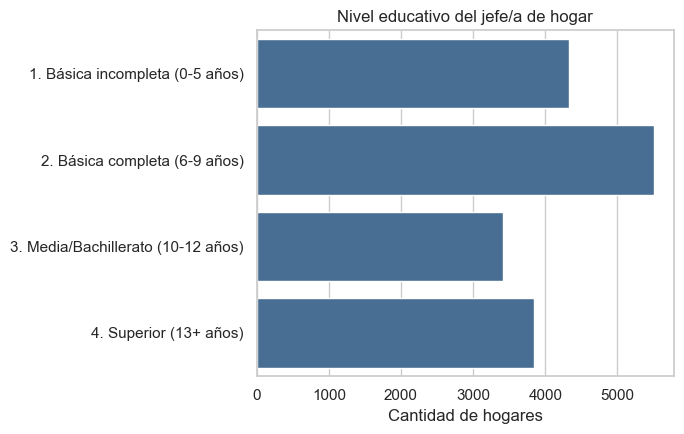 Nivel educativo del jefe/a de hogar
1. Básica incompleta (0-5 años)
2. Básica completa (6-9 años)
3. Media/Bachillerato (10-12 años)
4. Superior (13+ años)
0 1000 2000 3000 4000 5000
Cantidad de hogares